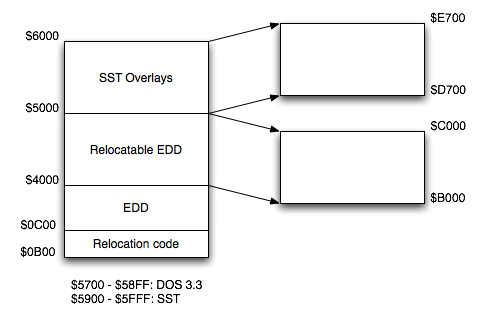 $6000
SST Overlays
$5000
Relocatable EDD
$4000
EDD
$0C00
Relocation code
$0B00
$E700
$D700
$C000
$B000
$5700 - $58FF: DOS 3.3
$5900 - $5FFF: SST